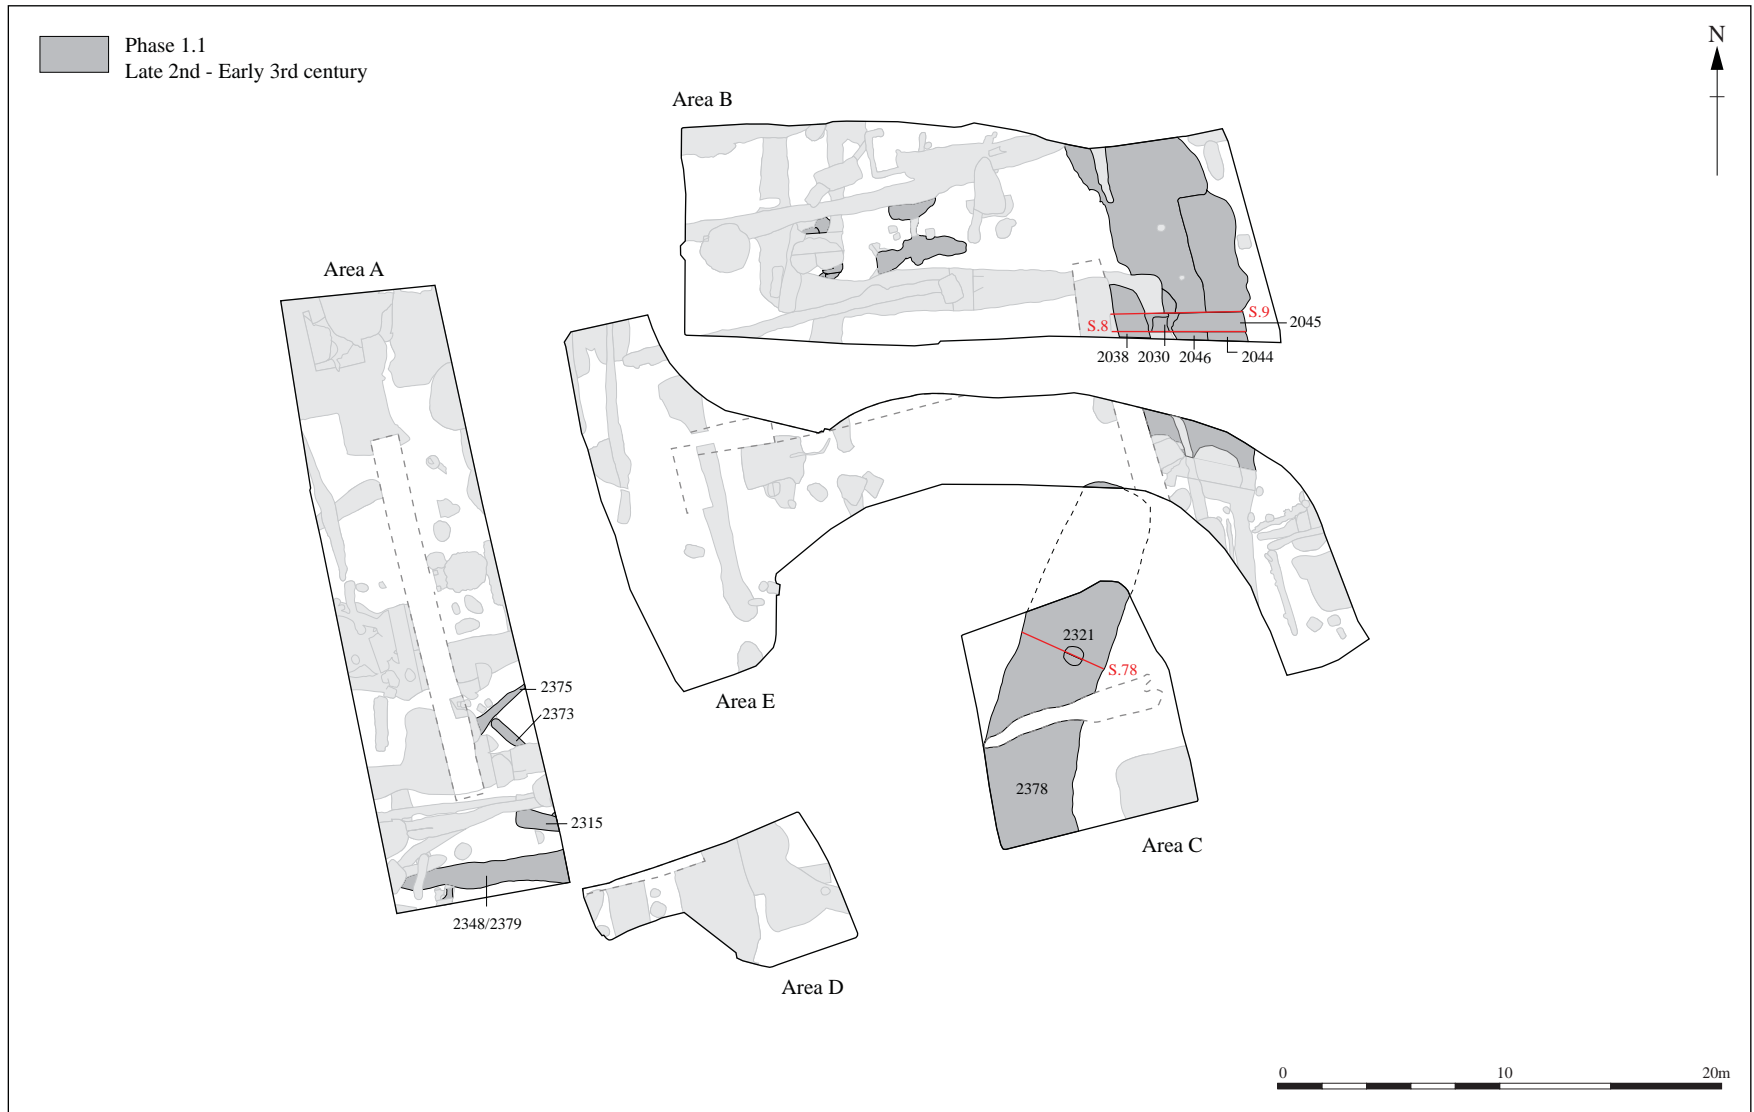 Phase 1.1
Late 2nd - Early 3rd century
N
Area B
Area A
S.9
S.8
2045
2038 2030 2046 2044
2321
S.78
2375
Area E
2373
2378
2315
Area C
2348/2379
Area D
0 10 20m